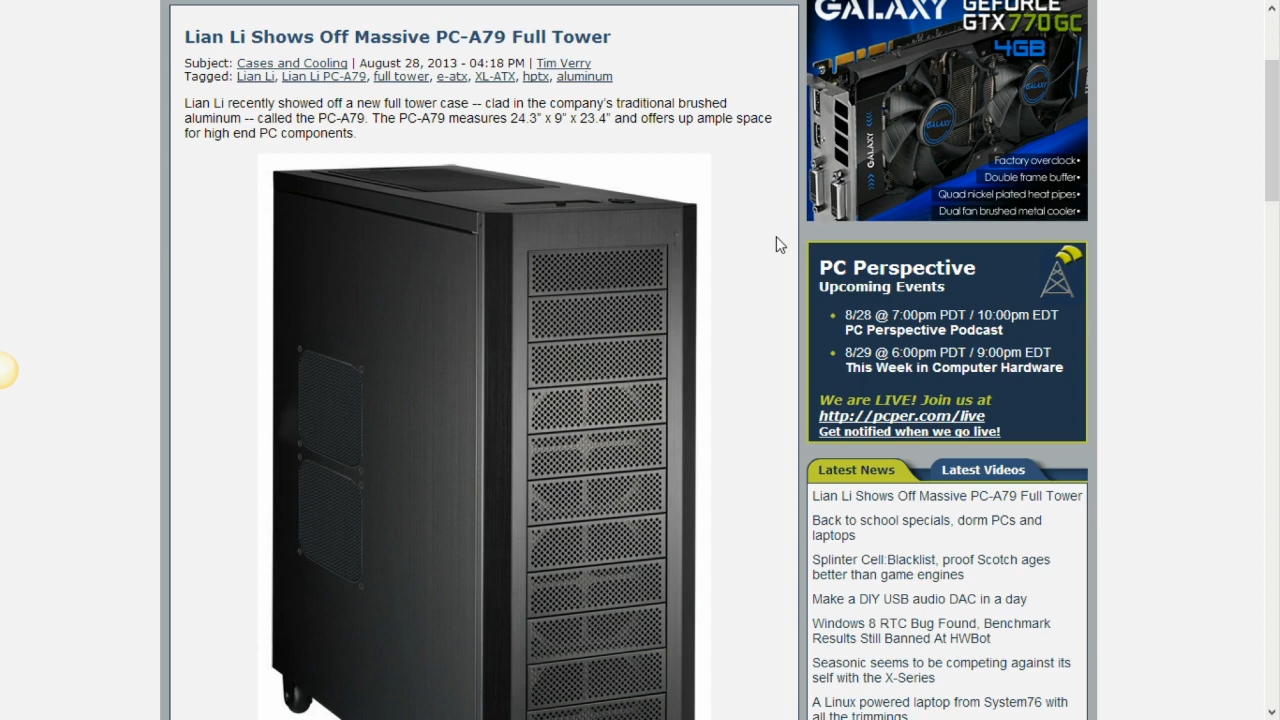 Lian Li Shows Off Massive PC-A79 Full Tower
Subject: Cases and Cooling | August 28, 2013 - 04:18 PM | Tim Verry
Tagged: Lian Li, Lian Li PC-A79, full tower, e-atx, XL-ATX, hptx, aluminum
Lian Li recently showed off a new full tower case -- clad in the company's traditional brushed
aluminum -- called the PC-A79. The PC-A79 measures 24.3” x 9” x 23.4” and offers up ample space
for high end PC components.
GALAXY
GEFORCE
GTX770 GC
4GB
GALAXY
GALAXY
Factory overclock•
Double frame buffer•
Quad nickel plated heat pipes•
Dual fan brushed metal cooler•
PC Perspective
Upcoming Events
8/28 @ 7:00pm PDT / 10:00pm EDT
PC Perspective Podcast
8/29 @ 6:00pm PDT / 9:00pm EDT
This Week in Computer Hardware
We are LIVE! Join us at
http://pcper.com/live
Get notified when we go live!
Latest News
Latest Videos
Lian Li Shows Off Massive PC-A79 Full Tower
Back to school specials, dorm PCs and
laptops
Splinter Cell:Blacklist, proof Scotch ages
better than game engines
Make a DIY USB audio DAC in a day
Windows 8 RTC Bug Found, Benchmark
Results Still Banned At HWBot
Seasonic seems to be competing against its
self with the X-Series
A Linux powered laptop from System76 with
all the trimmings